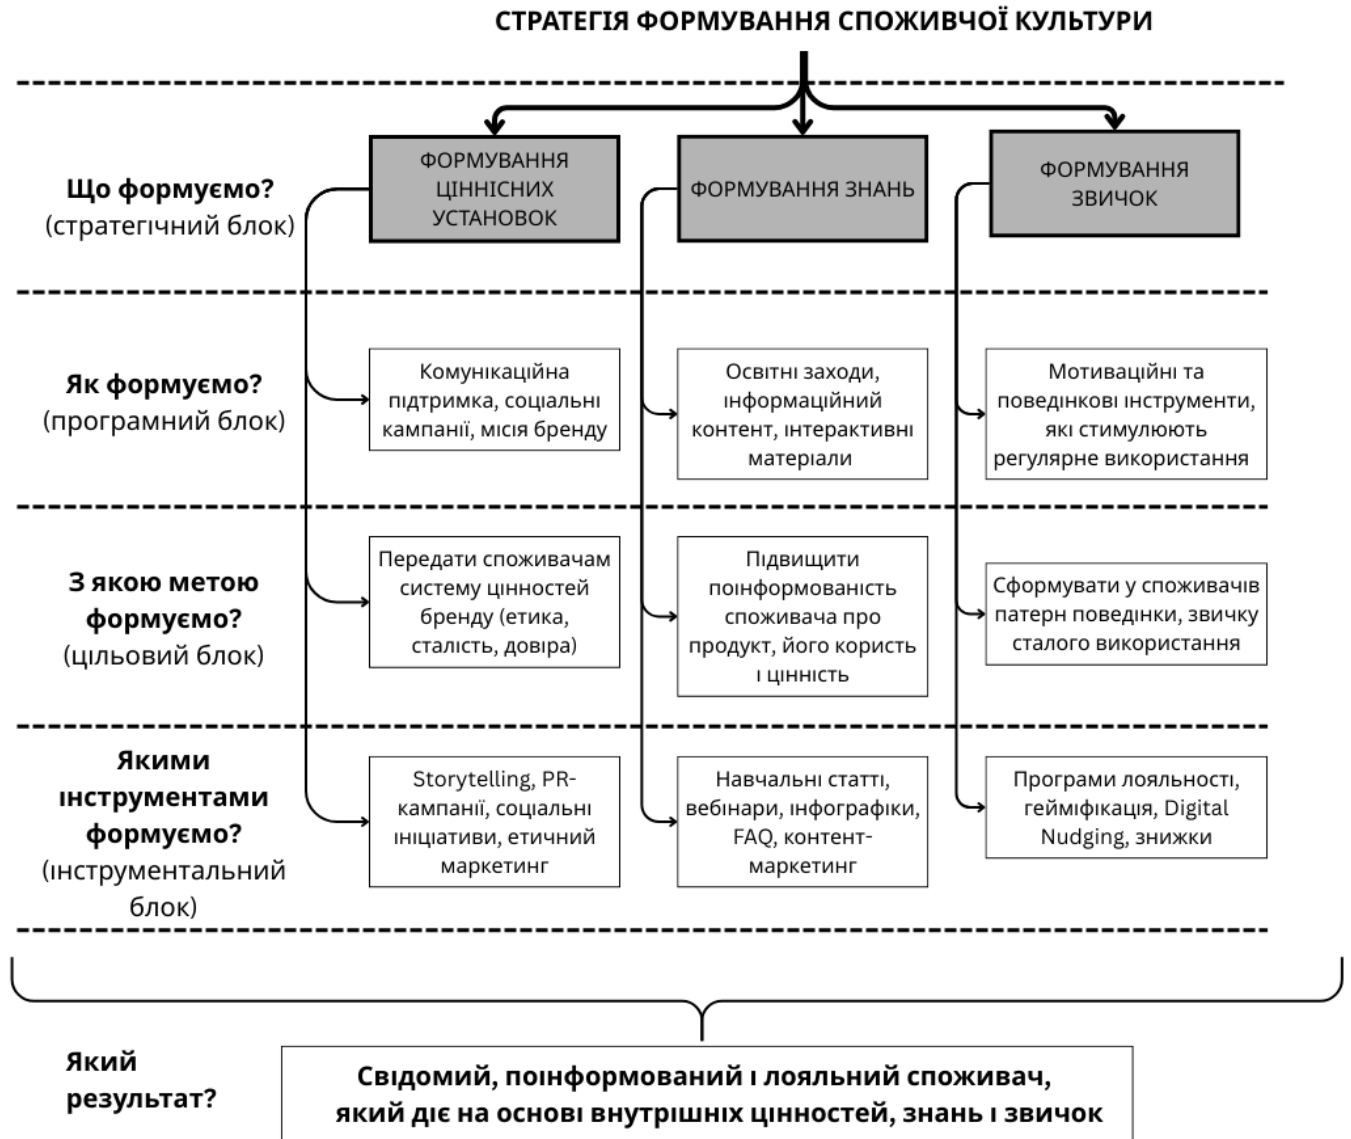 СТРАТЕГІЯ ФОРМУВАННЯ СПОЖИВЧОЇ КУЛЬТУРИ
Що формуємо?
(стратегічний блок)
ФОРМУВАННЯ
ЦІННІСНИХ
УСТАНОВОК
ФОРМУВАННЯ ЗНАНЬ
ФОРМУВАННЯ
ЗВИЧОК
Як формуємо?
(програмний блок)
Комунікаційна
підтримка, соціальні
кампанії, місія бренду
Освітні заходи,
інформаційний
контент, інтерактивні
матеріали
Мотиваційні та
поведінкові інструменти,
які стимулюють
регулярне використання
З якою метою
формуємо?
(цільовий блок)
Передати споживачам
систему цінностей
бренду (етика,
сталість, довіра)
Підвищити
поінформованість
споживача про
продукт, його користь
і цінність
Сформувати у споживачів
патерн поведінки, звичку
сталого використання
Якими
інструментами
формуємо?
(інструментальний
блок)
Storytelling, PR-
кампанії, соціальні
ініціативи, етичний
маркетинг
Навчальні статті,
вебінари, інфографіки,
FAQ, контент-
маркетинг
Програми лояльності,
гейміфікація, Digital
Nudging, знижки
Який
результат?
Свідомий, поінформований і лояльний споживач,
який діє на основі внутрішніх цінностей, знань і звичок